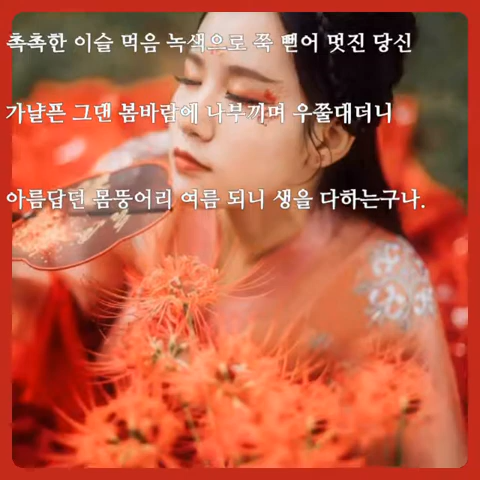 촉촉한 이슬 먹음 녹색으로 쭉 뻗어 멋진 당신
가냘픈 그댄 봄바람에 나부끼며 우쭐대더니
아름답던 몸뚱어리 여름 되니 생을 다하는구나.